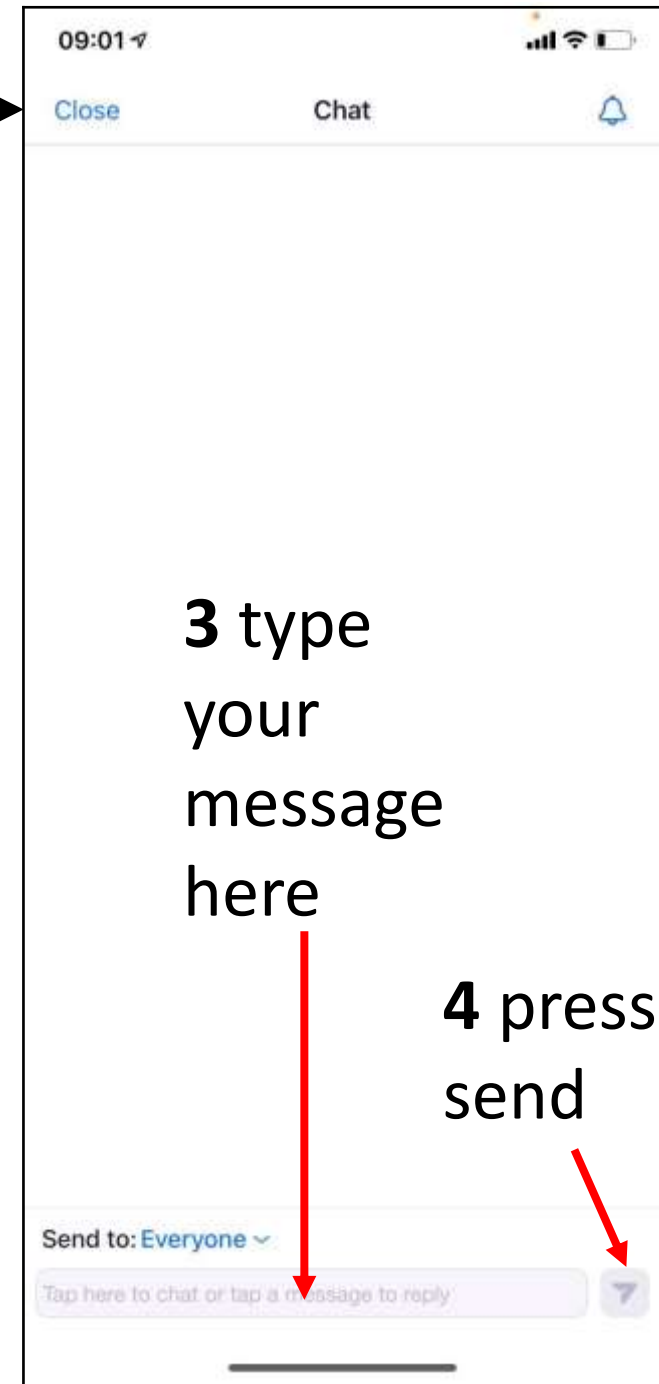 09:01
Close Chat
3 type
your
message
here
4 press
send
Send to: Everyone
Tap here to chat or tap a message to reply